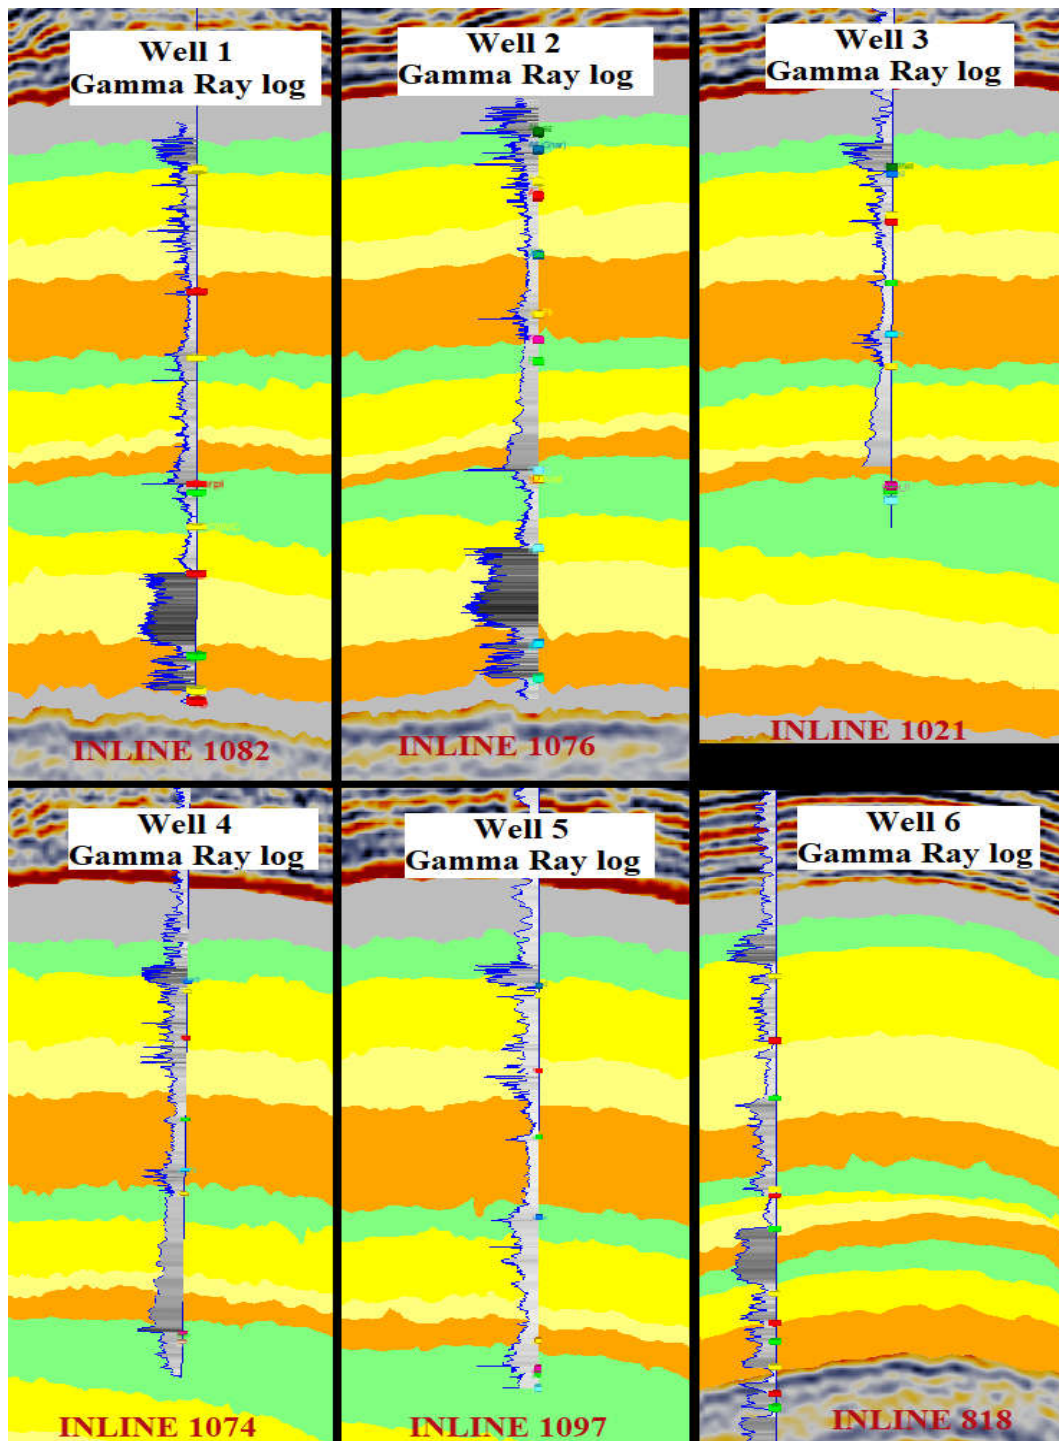 Well 1
Gamma Ray log
Well 2
Gamma Ray log
Well 3
Gamma Ray log
INLINE 1082
INLINE 1076
INLINE 1021
Well 4
Gamma Ray log
Well 5
Gamma Ray log
Well 6
Gamma Ray log
INLINE 1074
INLINE 1097
INLINE 818